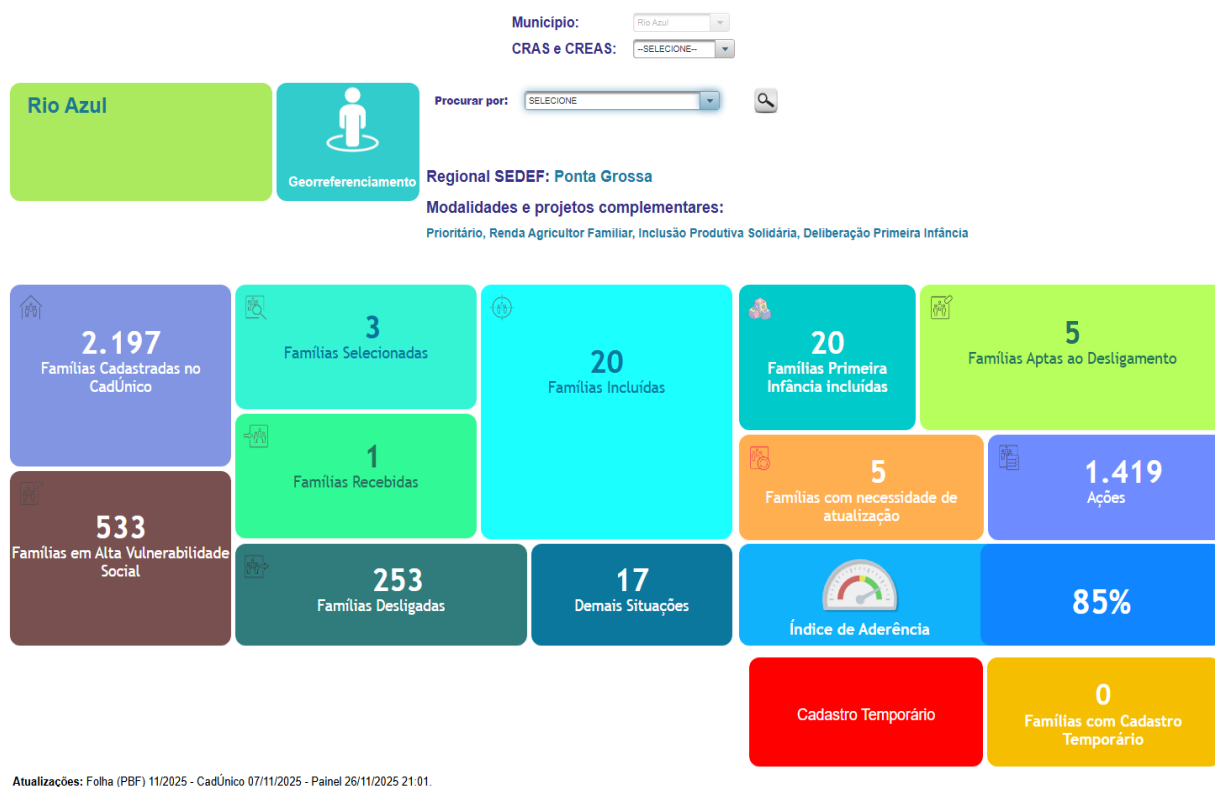 Município:
Rio Azul
CRAS e CREAS:
--SELECIONE--
Rio Azul
Georreferenciamento
Procurar por:
SELECIONE
Regional SEDEF: Ponta Grossa
Modalidades e projetos complementares:
Prioritário, Renda Agricultor Familiar, Inclusão Produtiva Solidária, Deliberação Primeira Infância
2.197
Famílias Cadastradas no
CadÚnico
3
Famílias Selecionadas
20
Famílias Incluídas
20
Famílias Primeira
Infância incluídas
5
Famílias Aptas ao Desligamento
1
Famílias Recebidas
5
Famílias com necessidade de
atualização
1.419
Ações
533
Famílias em Alta Vulnerabilidade
Social
253
Famílias Desligadas
17
Demais Situações
Índice de Aderência
85%
Cadastro Temporário
0
Famílias com Cadastro
Temporário
Atualizações: Folha (PBF) 11/2025 - CadÚnico 07/11/2025 - Painel 26/11/2025 21:01.